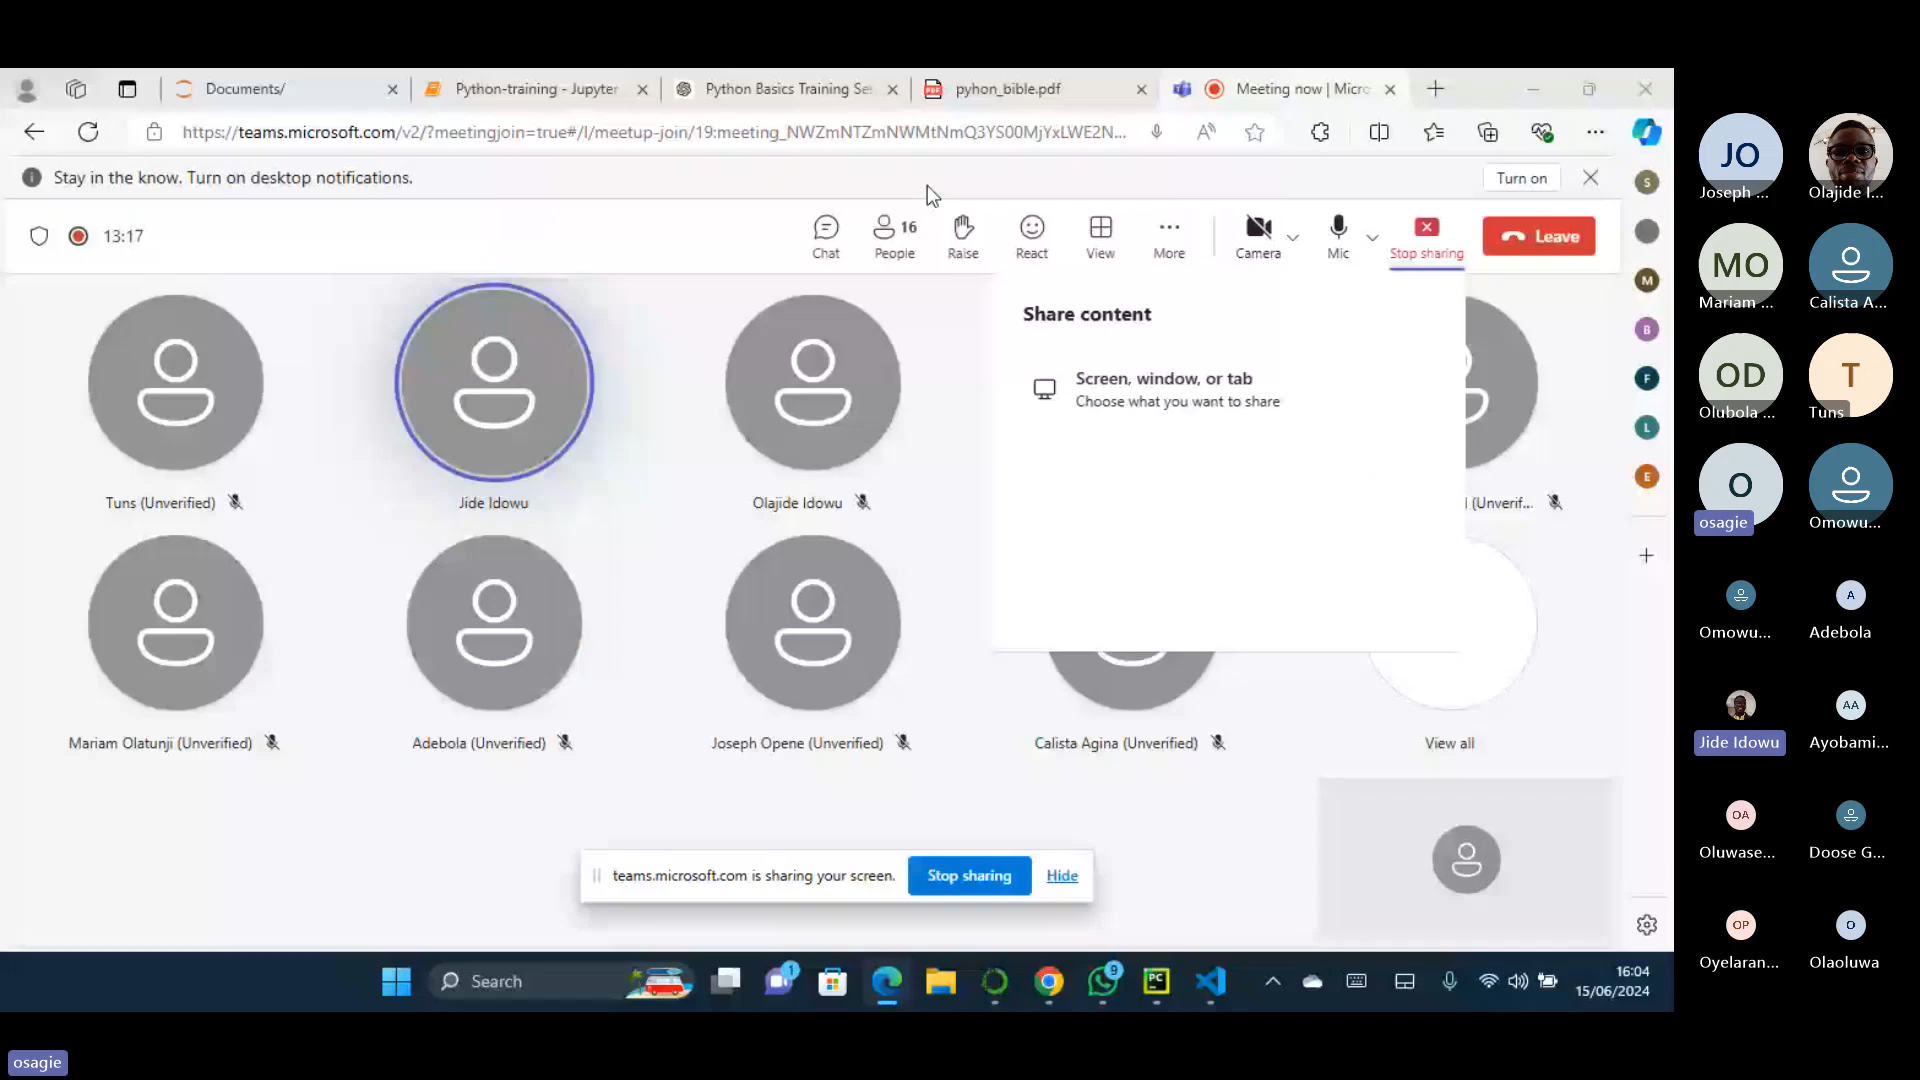 Documents/
Python-training - Jupyter
Python Basics Training Se
pyhon_bible.pdf
Meeting now | Micro
https://teams.microsoft.com/v2/?meetingjoin=true#/l/meetup-join/19:meeting_NWZmNTZmNWMtNmQ3YS00MjYxLWE2N...
Stay in the know. Turn on desktop notifications.
Turn on
13:17
Chat
16
People
Raise
React
View
More
Camera
Mic
Stop sharing
Leave
Share content
Screen, window, or tab
Choose what you want to share
Tuns (Unverified)
Jide Idowu
Olajide Idowu
l (Unverif...
Mariam Olatunji (Unverified)
Adebola (Unverified)
Joseph Opene (Unverified)
Calista Agina (Unverified)
View all
teams.microsoft.com is sharing your screen.
Stop sharing
Hide
S
M
B
F
L
E
Search
1
9
PC
16:04
15/06/2024
JO
Joseph ...
Olajide I...
MO
Mariam ...
Calista A...
OD
Olubola ...
T
Tuns
O
osagie
Omowu...
Omowu...
A
Adebola
Jide Idowu
AA
Ayobami...
OA
Oluwase...
Doose G...
OP
Oyelaran...
O
Olaoluwa
osagie